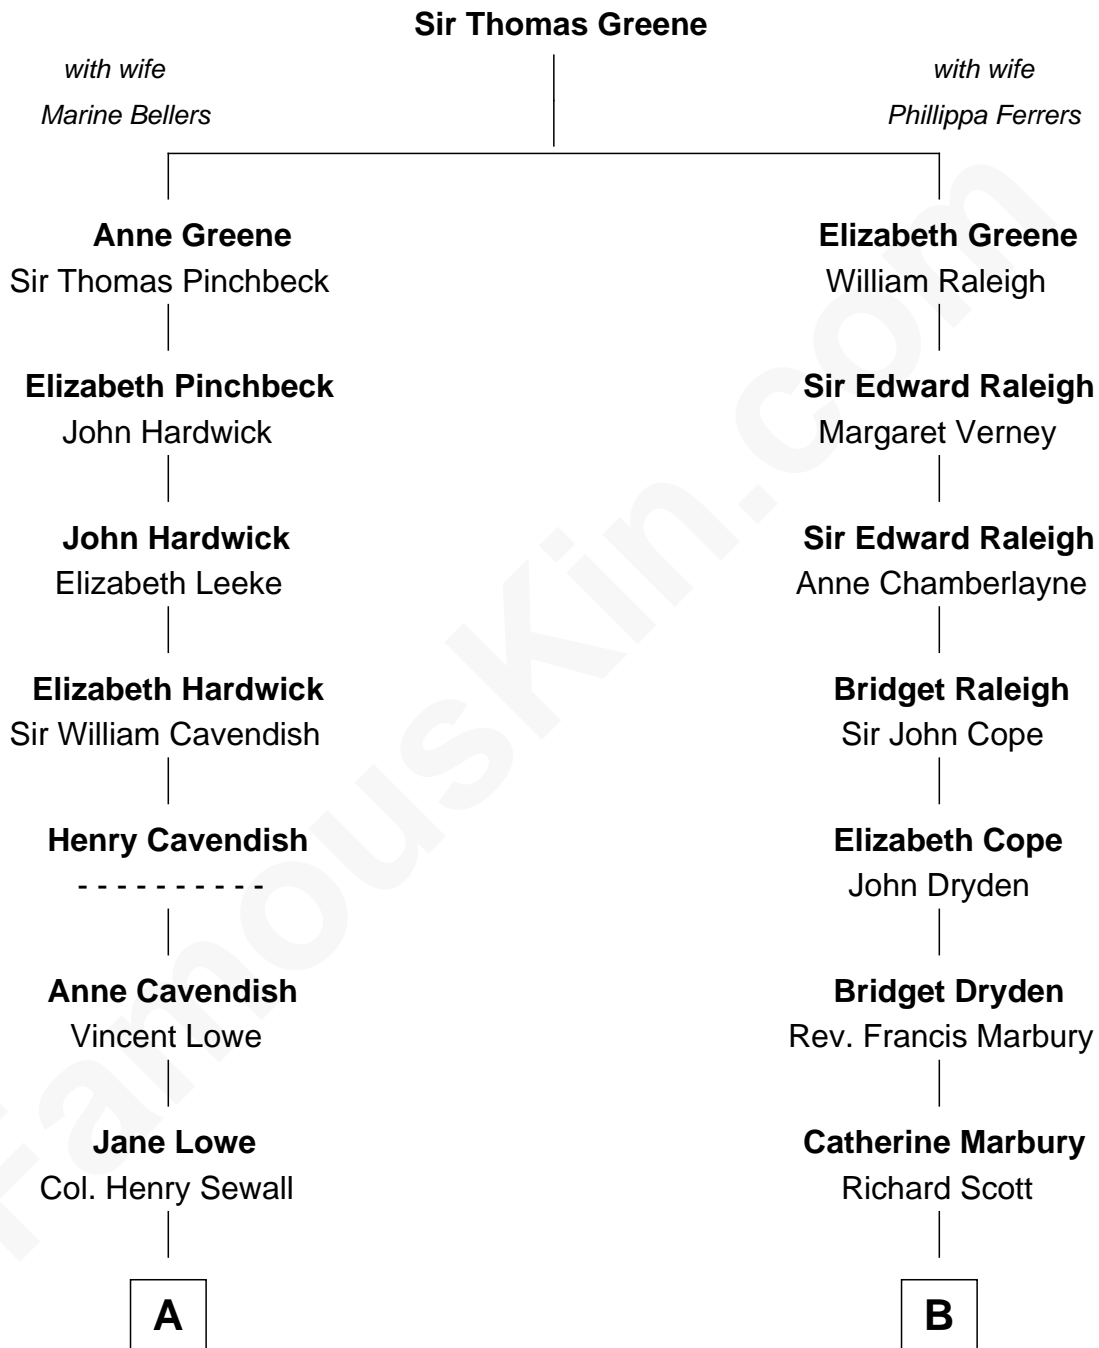 Sir Thomas Greene
with wife
Marine Bellers
with wife
Phillippa Ferrers
Anne Greene
Sir Thomas Pinchbeck
Elizabeth Greene
William Raleigh
Elizabeth Pinchbeck
John Hardwick
Sir Edward Raleigh
Margaret Verney
John Hardwick
Elizabeth Leeke
Sir Edward Raleigh
Anne Chamberlayne
Elizabeth Hardwick
Sir William Cavendish
Bridget Raleigh
Sir John Cope
Henry Cavendish
- - - - - - - - - -
Elizabeth Cope
John Dryden
Anne Cavendish
Vincent Lowe
Bridget Dryden
Rev. Francis Marbury
Jane Lowe
Col. Henry Sewall
Catherine Marbury
Richard Scott
A
B
FamousKin.com